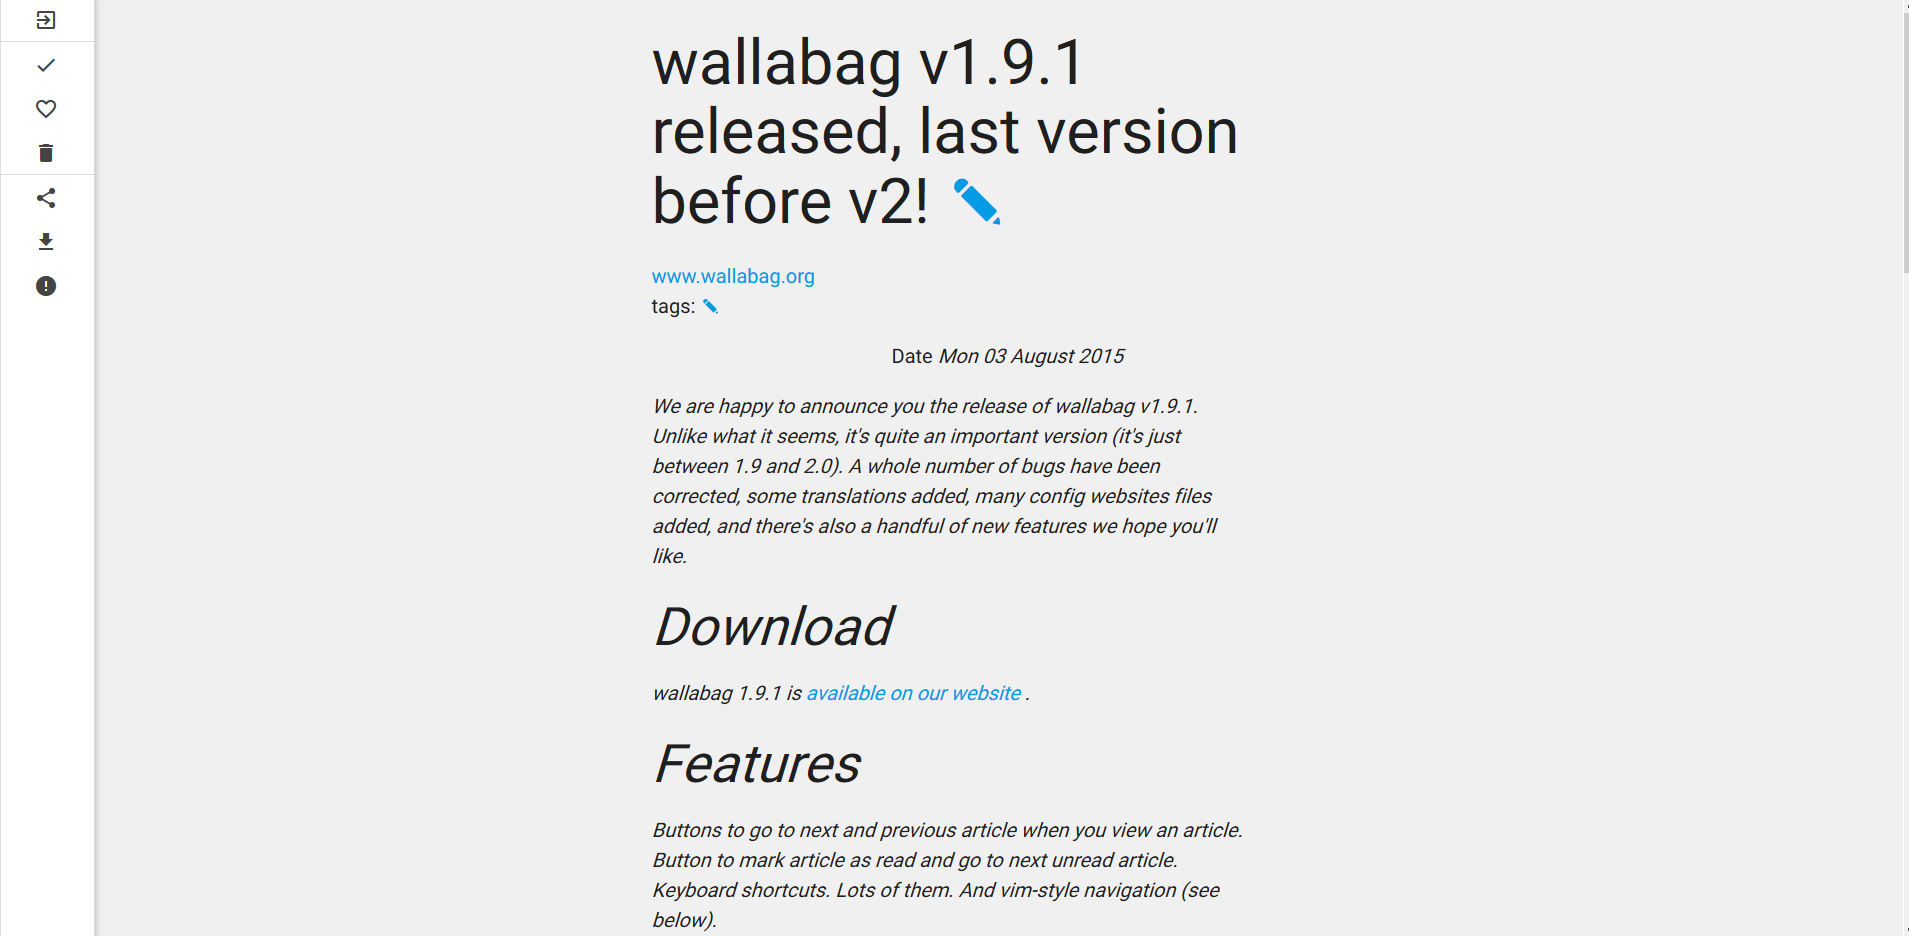 wallabag v1.9.1
released, last version
before v2!
www.wallabag.org
tags:
Date Mon 03 August 2015
We are happy to announce you the release of wallabag v1.9.1.
Unlike what it seems, it's quite an important version (it's just
between 1.9 and 2.0). A whole number of bugs have been
corrected, some translations added, many config websites files
added, and there's also a handful of new features we hope you'll
like.
Download
wallabag 1.9.1 is available on our website .
Features
Buttons to go to next and previous article when you view an article.
Button to mark article as read and go to next unread article.
Keyboard shortcuts. Lots of them. And vim-style navigation (see
below).